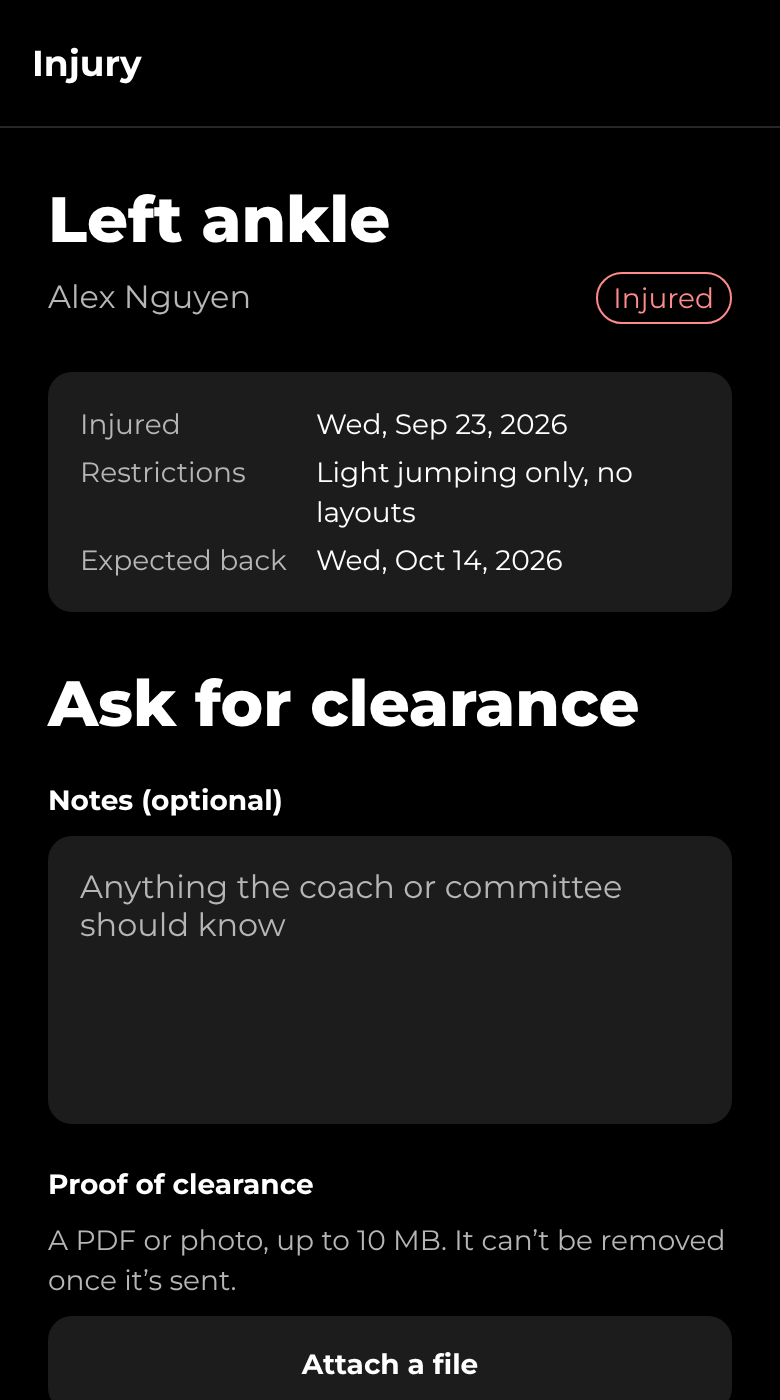 Injury
Left ankle
Alex Nguyen
Injured
Injured Wed, Sep 23, 2026
Restrictions Light jumping only, no
layouts
Expected back Wed, Oct 14, 2026
Ask for clearance
Notes (optional)
Anything the coach or committee
should know
Proof of clearance
A PDF or photo, up to 10 MB. It can’t be removed
once it’s sent.
Attach a file